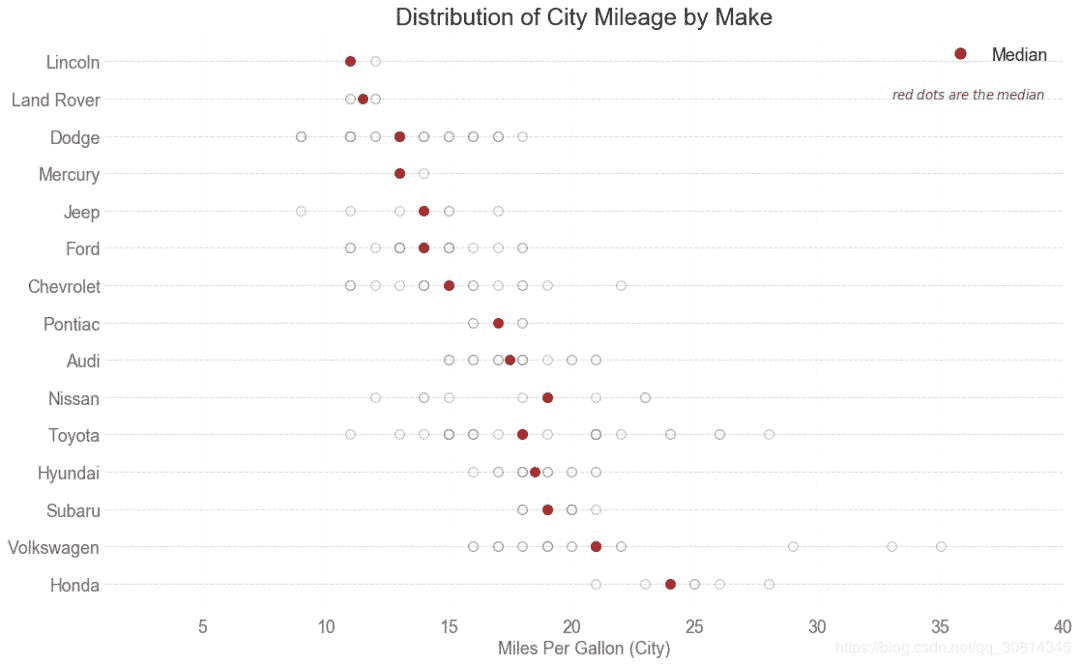 Distribution of City Mileage by Make
Median
red dots are the median
Lincoln
Land Rover
Dodge
Mercury
Jeep
Ford
Chevrolet
Pontiac
Audi
Nissan
Toyota
Hyundai
Subaru
Volkswagen
Honda
5 10 15 20 25 30 35 40
Miles Per Gallon (City)
https://blog.csdn.net/qq_30614345